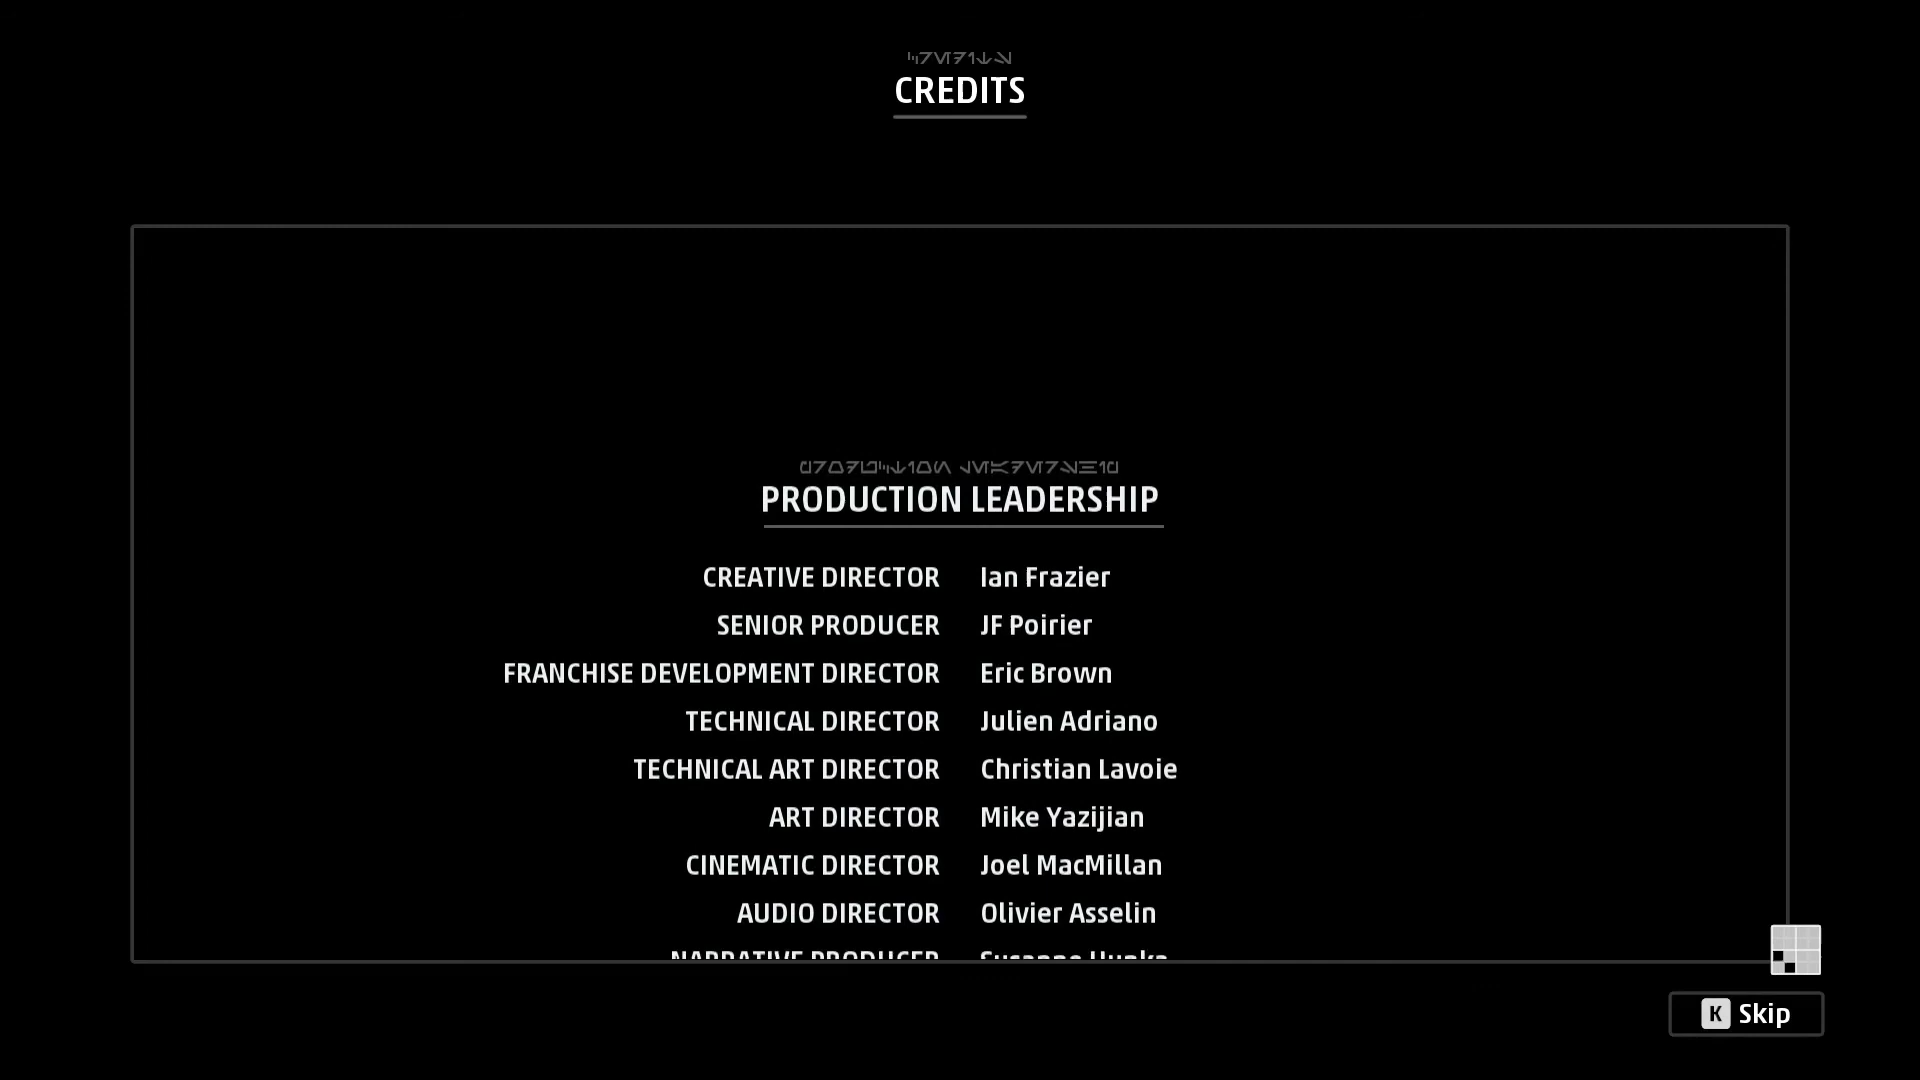 CREDITS
PRODUCTION LEADERSHIP
CREATIVE DIRECTOR Ian Frazier
SENIOR PRODUCER JF Poirier
FRANCHISE DEVELOPMENT DIRECTOR Eric Brown
TECHNICAL DIRECTOR Julien Adriano
TECHNICAL ART DIRECTOR Christian Lavoie
ART DIRECTOR Mike Yazijian
CINEMATIC DIRECTOR Joel MacMillan
AUDIO DIRECTOR Olivier Asselin
NARRATIVE PRODUCER
K Skip